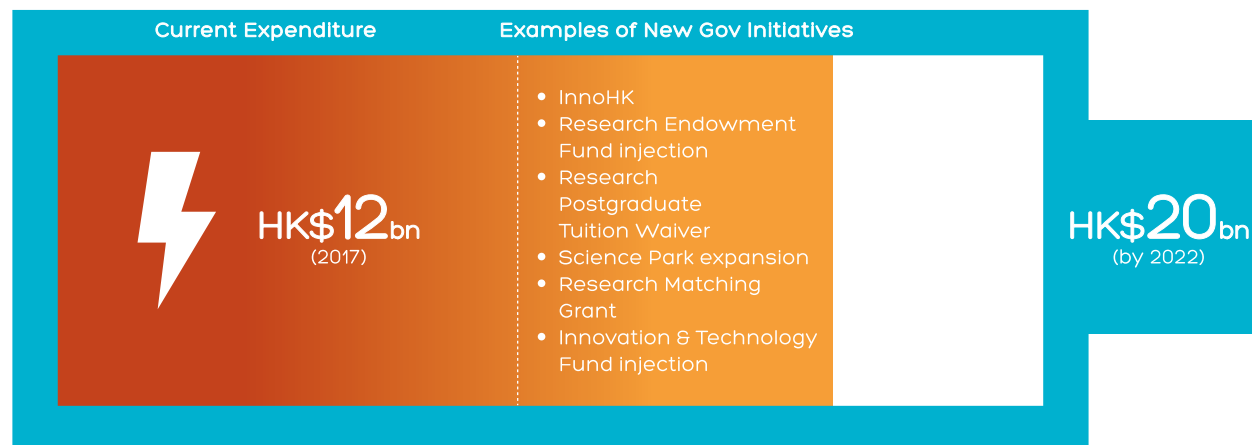 Current Expenditure
Examples of New Gov Initiatives
HK$12bn
(2017)
• InnoHK
• Research Endowment
Fund injection
• Research
Postgraduate
Tuition Waiver
• Science Park expansion
• Research Matching
Grant
• Innovation & Technology
Fund injection
HK$20bn
(by 2022)